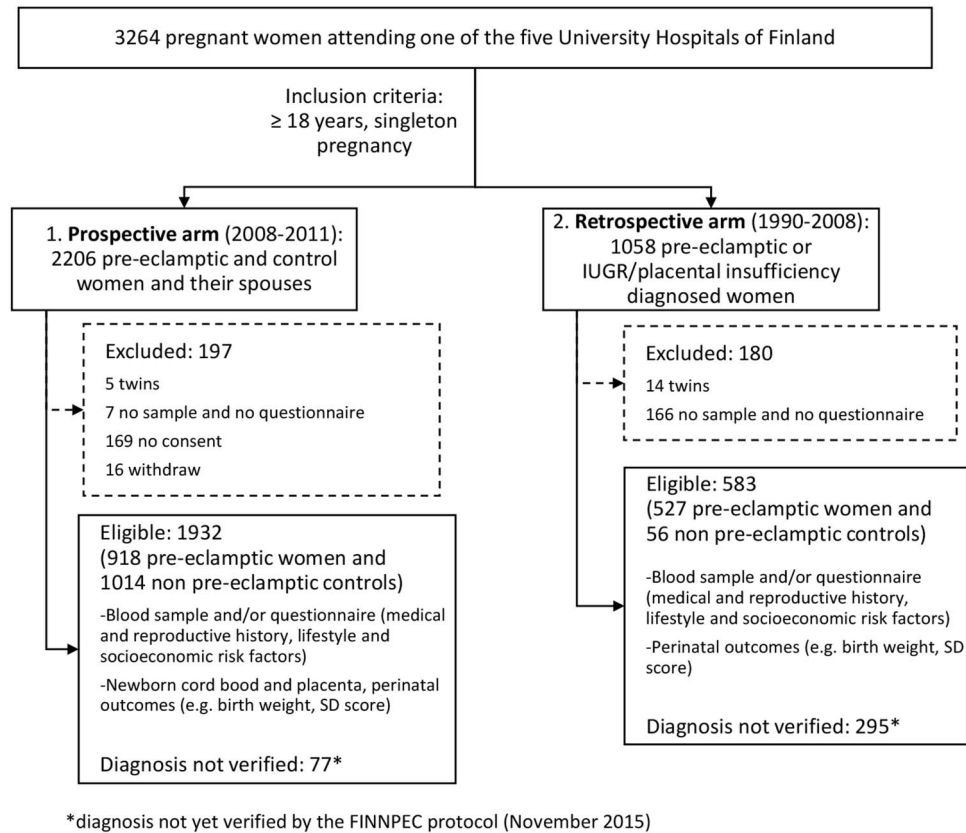 3264 pregnant women attending one of the five University Hospitals of Finland
Inclusion criteria:
≥ 18 years, singleton
pregnancy
1. Prospective arm (2008-2011):
2206 pre-eclamptic and control
women and their spouses
Excluded: 197
5 twins
7 no sample and no questionnaire
169 no consent
16 withdraw
Eligible: 1932
(918 pre-eclamptic women and
1014 non pre-eclamptic controls)
-Blood sample and/or questionnaire (medical
and reproductive history, lifestyle and
socioeconomic risk factors)
-Newborn cord bood and placenta, perinatal
outcomes (e.g. birth weight, SD score)
Diagnosis not verified: 77*
2. Retrospective arm (1990-2008):
1058 pre-eclamptic or
IUGR/placental insufficiency
diagnosed women
Excluded: 180
14 twins
166 no sample and no questionnaire
Eligible: 583
(527 pre-eclamptic women and
56 non pre-eclamptic controls)
-Blood sample and/or questionnaire
(medical and reproductive history,
lifestyle and socioeconomic risk factors)
-Perinatal outcomes (e.g. birth weight, SD
score)
Diagnosis not verified: 295*
*diagnosis not yet verified by the FINNPEC protocol (November 2015)